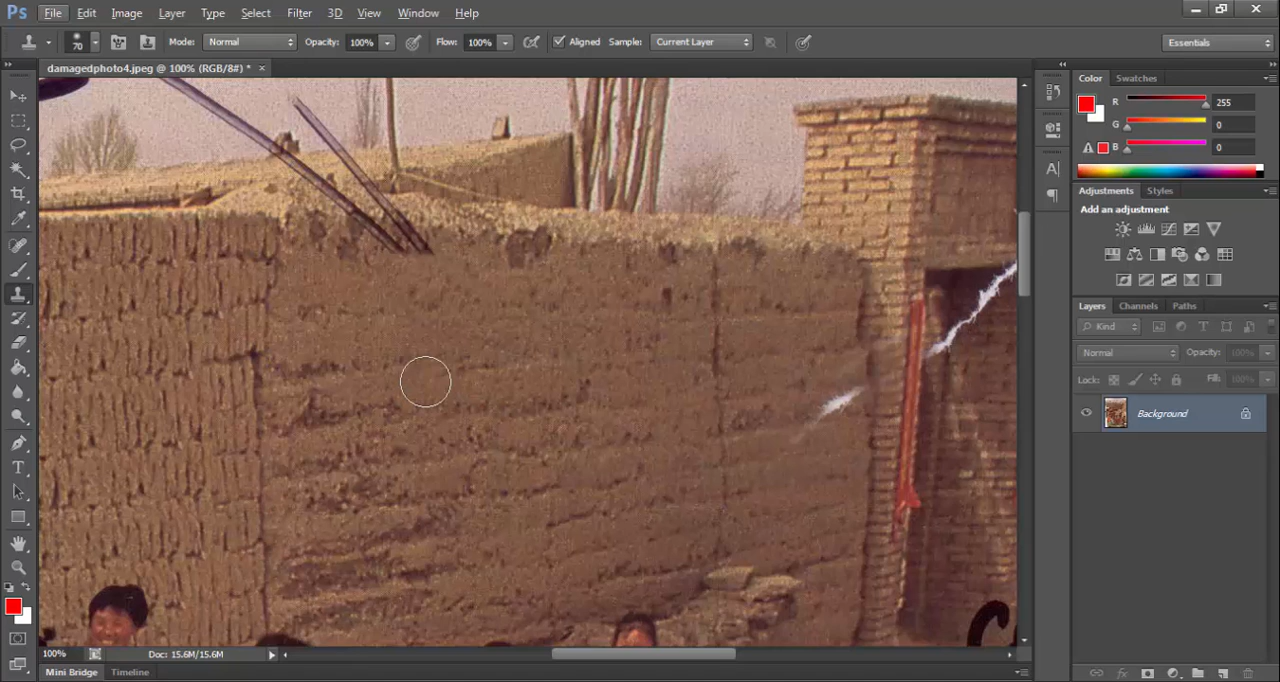 Ps File Edit Image Layer Type Select Filter 3D View Window Help
70 Mode: Normal Opacity: 100% Flow: 100% Aligned Sample: Current Layer Essentials
damagedphoto4.jpeg @ 100% (RGB/8#) * ×
Color Swatches
R 255
G 0
B 0
Adjustments Styles
Add an adjustment
Layers Channels Paths
Kind
Normal Opacity: 100%
Lock: Fill: 100%
Background
100% Doc: 15.6M/15.6M
Mini Bridge Timeline